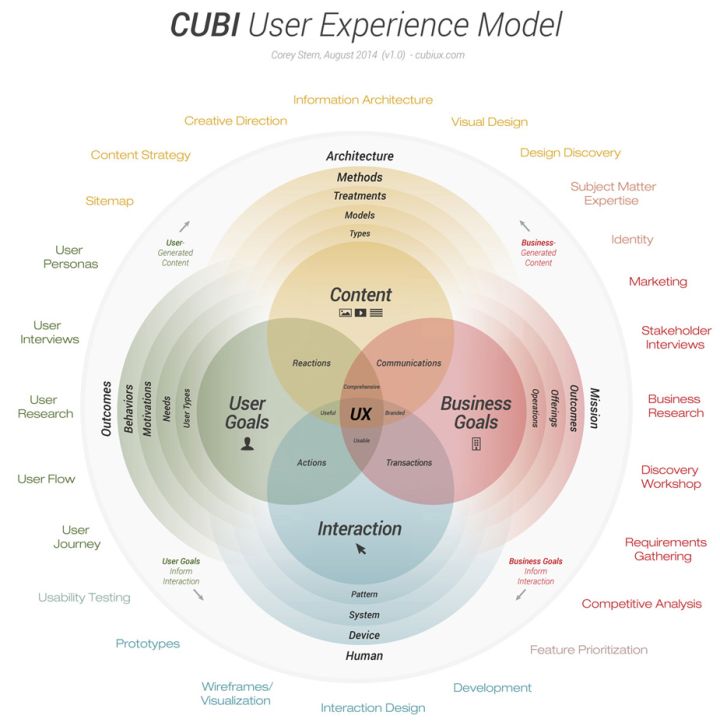 CUBI User Experience Model
Corey Stern, August 2014 (v1.0) - cubiux.com
Information Architecture
Creative Direction
Visual Design
Content Strategy
Design Discovery
Sitemap
Subject Matter
Expertise
Identity
User
Personas
Marketing
User
Interviews
Stakeholder
Interviews
User
Research
Business
Research
User Flow
Discovery
Workshop
User
Journey
Requirements
Gathering
Usability Testing
Competitive Analysis
Prototypes
Feature Prioritization
Wireframes/
Visualization
Interaction Design
Development
Architecture
Methods
Treatments
Models
Types
User-
Generated
Content
Business-
Generated
Content
Content
Reactions
Communications
Comprehensive
Outcomes
Behaviors
Motivations
Needs
User Types
User
Goals
Useful
UX
Branded
Business
Goals
Operations
Offerings
Outcomes
Mission
Usable
Actions
Transactions
Interaction
User Goals
Inform
Interaction
Business Goals
Inform
Interaction
Pattern
System
Device
Human